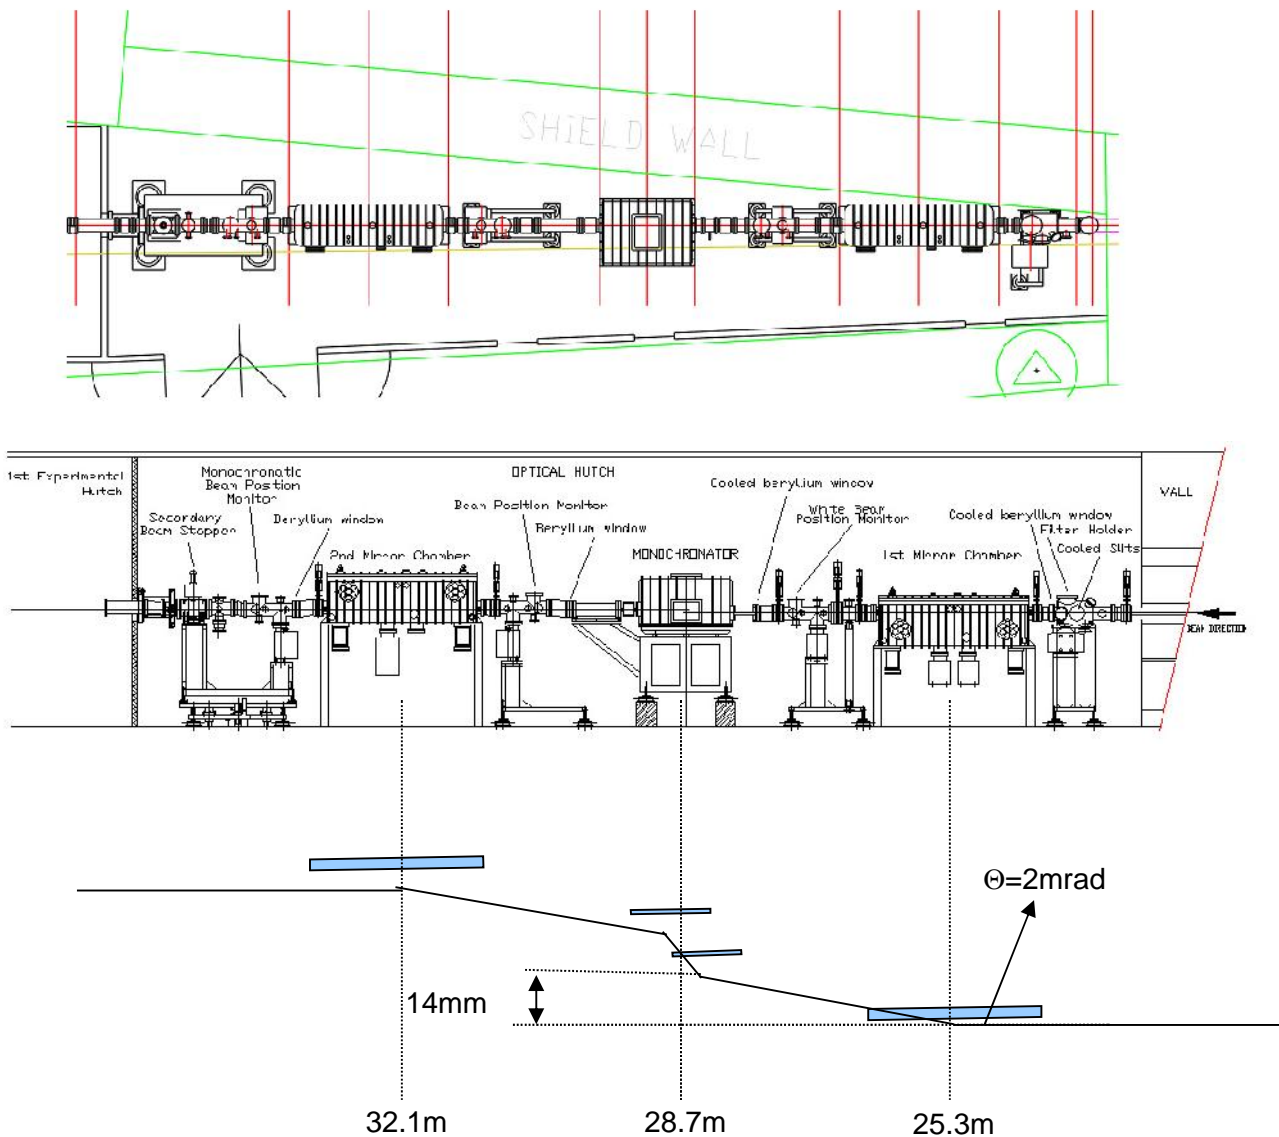 SHIELD WALL
1st Experimental
Hutch
Monochromatic
Beam Position
Monitor
Secondary
Beam Stopper
Beryllium window
2nd Mirror Chamber
OPTICAL HUTCH
Beam Position Monitor
Beryllium window
MONOCHROMATOR
Cooled beryllium window
White Beam
Position Monitor
1st Mirror Chamber
Cooled beryllium window
Filter Holder
Cooled Slits
WALL
BEAM DIRECTION
Θ=2mrad
14mm
32.1m
28.7m
25.3m